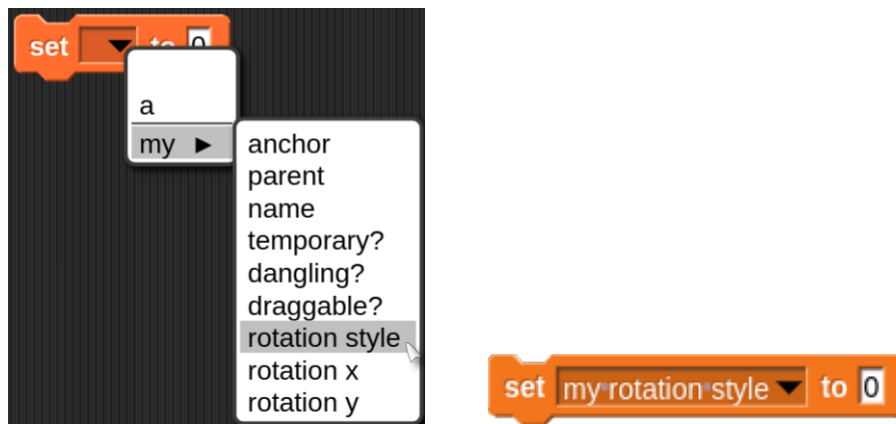 set to 0
a
my ►
anchor
parent
name
temporary?
dangling?
draggable?
rotation style
rotation x
rotation y
set my rotation style to 0